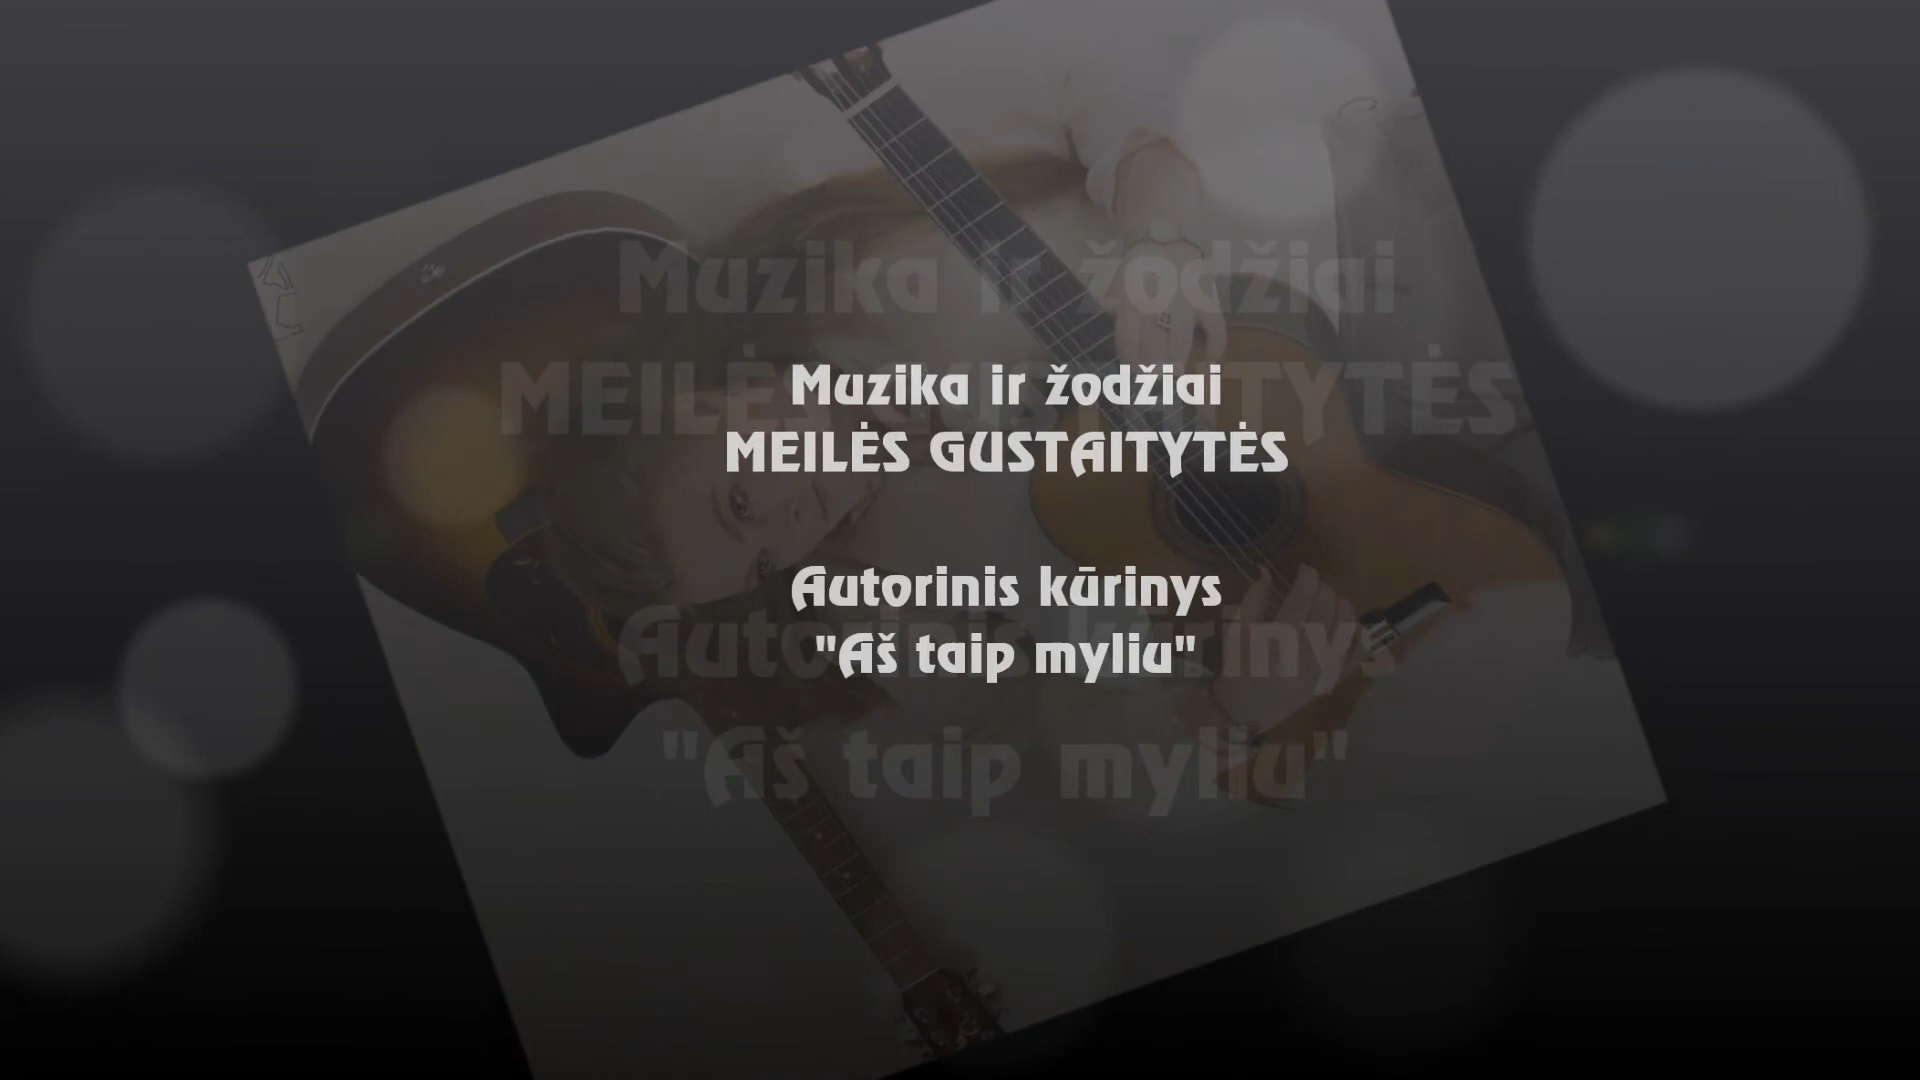 Muzika ir žodžiai
MEILĖS GUSTAITYTĖS
Autorinis kūrinys
"Aš taip myliu"